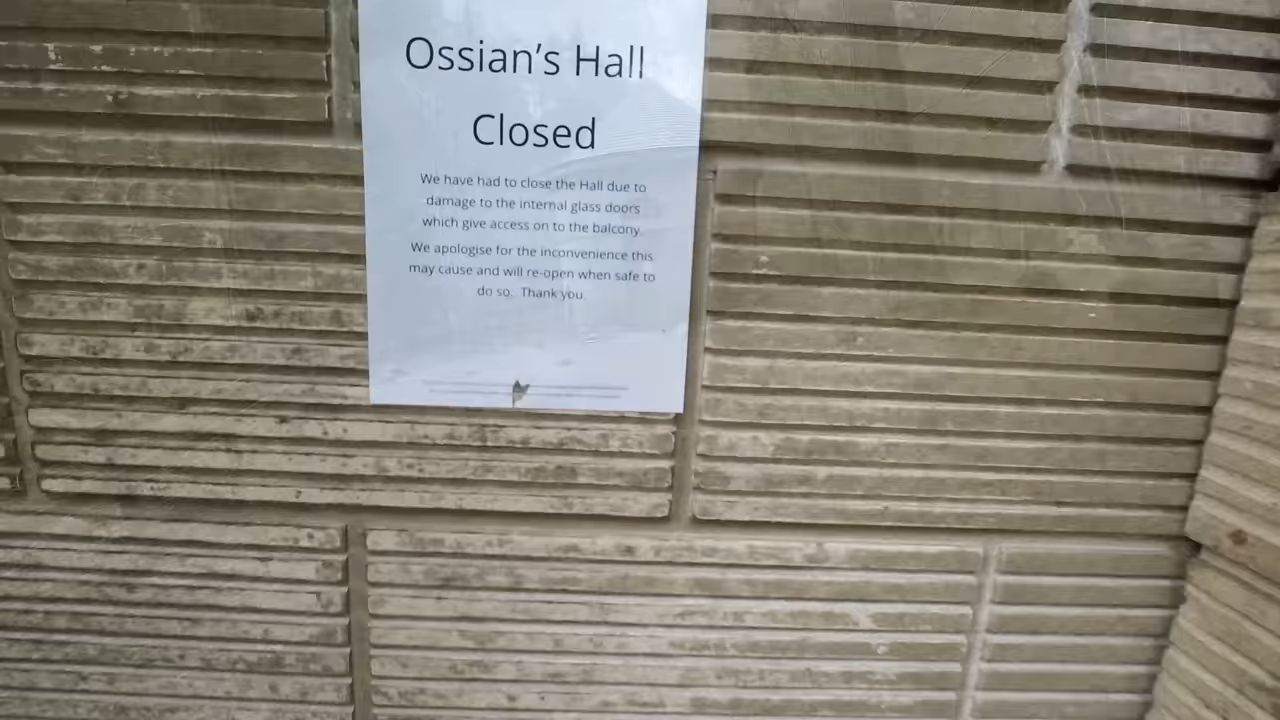 Ossian's Hall
Closed
We have had to close the Hall due to
damage to the internal glass doors
which give access on to the balcony.
We apologise for the inconvenience this
may cause and will re-open when safe to
do so. Thank you.